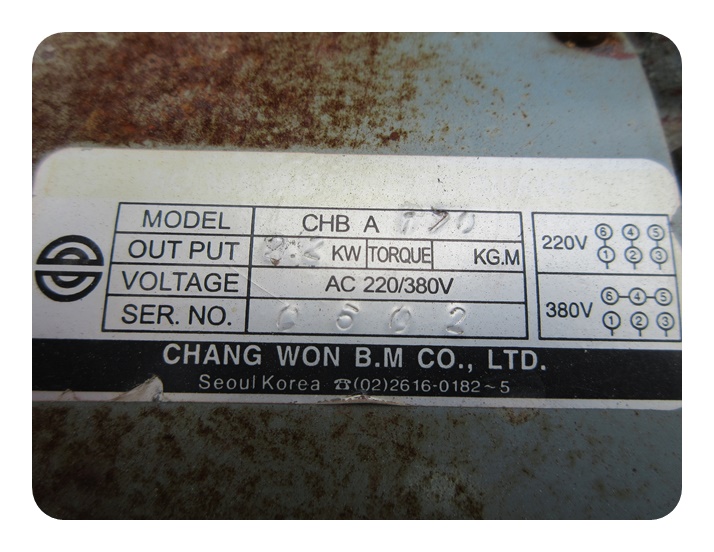 MODEL CHB A
OUT PUT KW TORQUE KG.M
VOLTAGE AC 220/380V
SER. NO. 0502
220V 6 4 5
1 2 3
380V 6 4 5
1 2 3
CHANG WON B.M CO., LTD.
Seoul Korea ☎(02)2616-0182~5